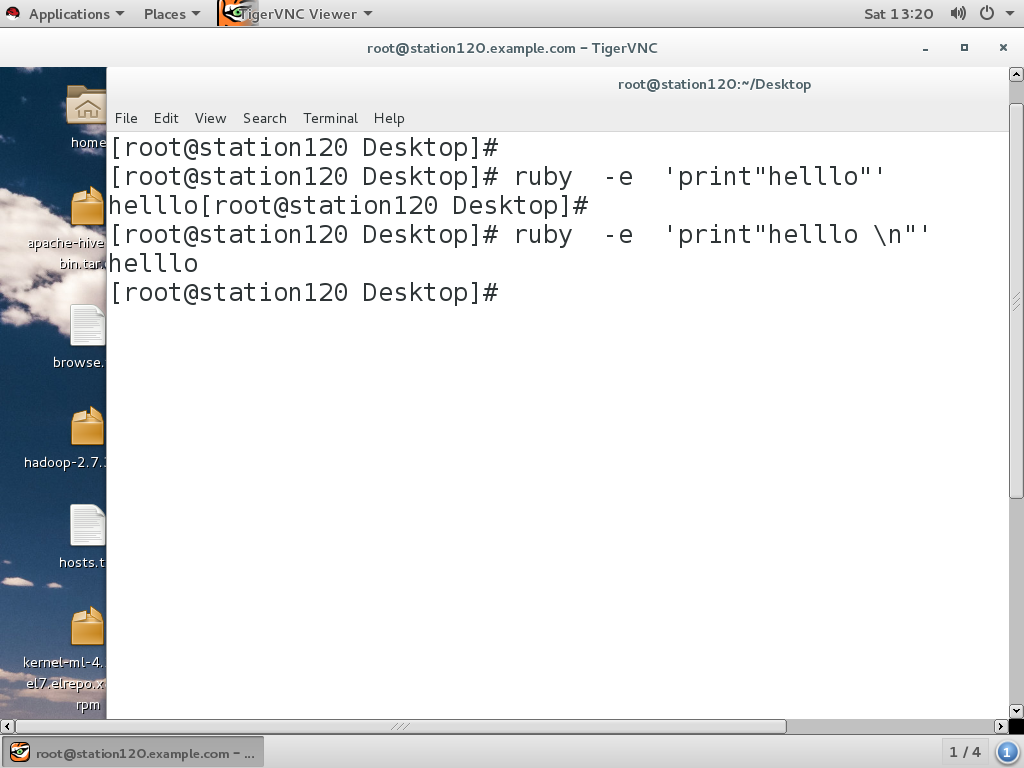 Applications Places TigerVNC Viewer Sat 13:20
root@station120.example.com - TigerVNC
root@station120:~/Desktop
File Edit View Search Terminal Help
[root@station120 Desktop]#
[root@station120 Desktop]# ruby  -e  'print"helllo"'
helllo[root@station120 Desktop]#
[root@station120 Desktop]# ruby  -e  'print"helllo \n"'
helllo
[root@station120 Desktop]#
home
apache-hive
bin.tar.
browse.
hadoop-2.7.
hosts.t
kernel-ml-4.
el7.elrepo.x
rpm
root@station120.example.com - ... 1 / 4 1